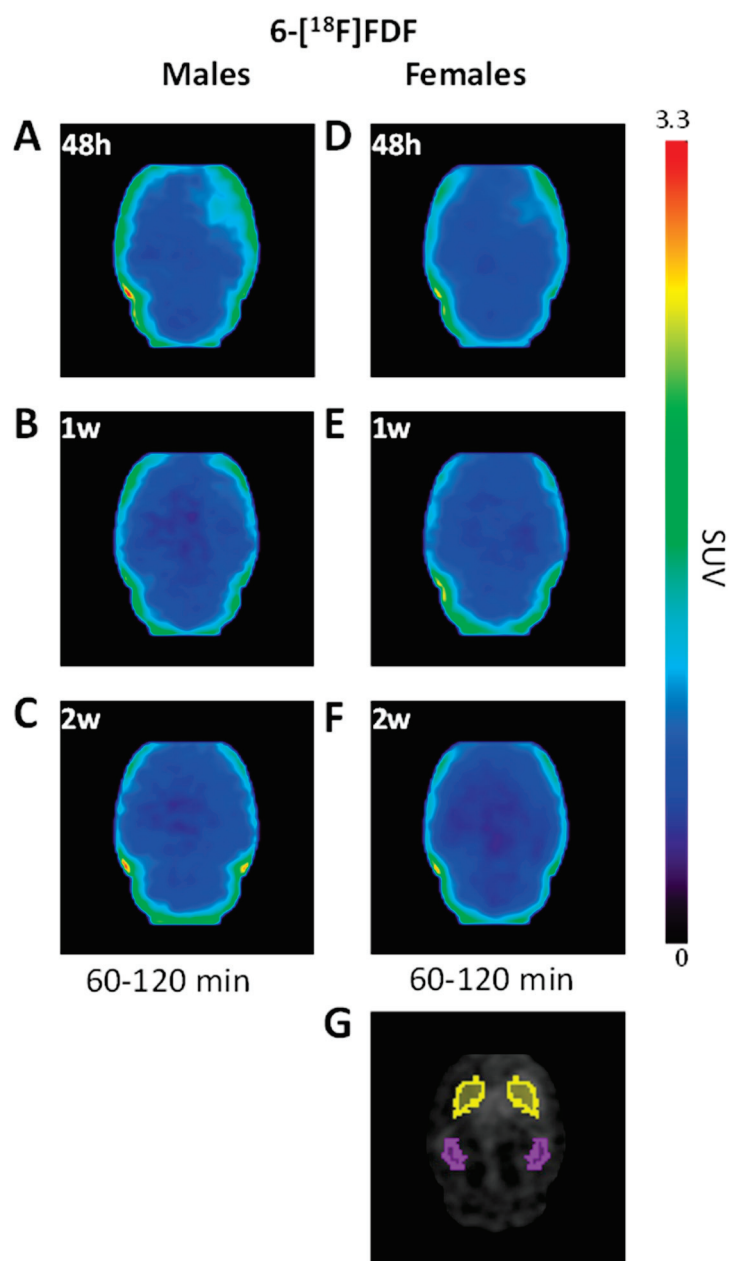 6-[¹⁸F]FDF
Males Females
A 48h D 48h
3.3
B 1w E 1w
SUV
C 2w F 2w
0
60-120 min 60-120 min
G